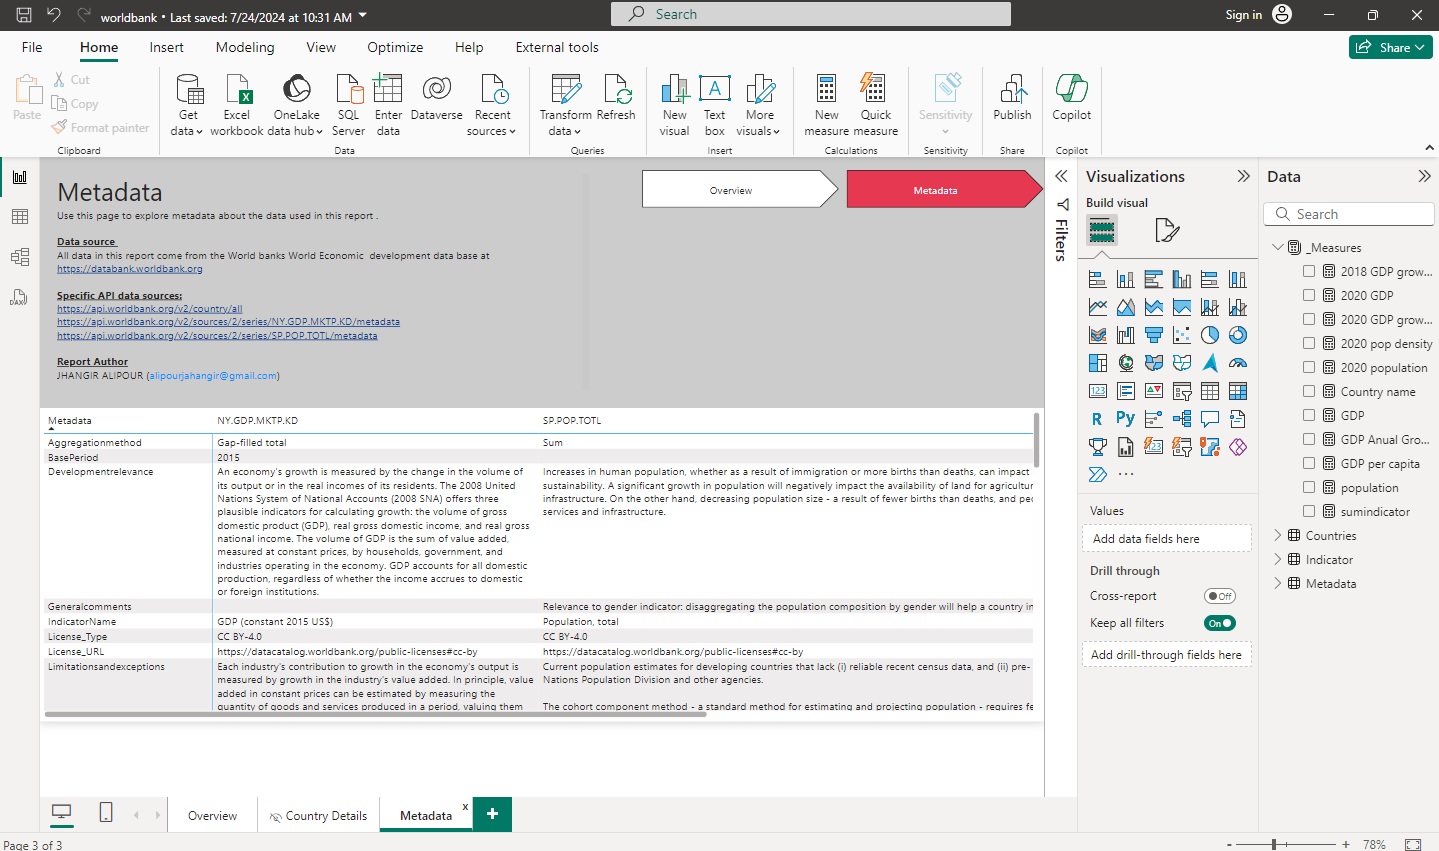 worldbank • Last saved: 7/24/2024 at 10:31 AM
Search
Sign in
File
Home
Insert
Modeling
View
Optimize
Help
External tools
Share
Paste
Cut
Copy
Format painter
Clipboard
Get data
Excel workbook
OneLake data hub
SQL Server
Enter data
Dataverse
Recent sources
Data
Transform data
Refresh
Queries
New visual
Text box
More visuals
Insert
New measure
Quick measure
Calculations
Sensitivity
Sensitivity
Publish
Share
Copilot
Copilot
Metadata
Use this page to explore metadata about the data used in this report .
Data source
All data in this report come from the World banks World Economic development data base at
https://databank.worldbank.org
Specific API data sources:
https://api.worldbank.org/v2/country/all
https://api.worldbank.org/v2/sources/2/series/NY.GDP.MKTP.KD/metadata
https://api.worldbank.org/v2/sources/2/series/SP.POP.TOTL/metadata
Report Author
JHANGIR ALIPOUR (alipourjahangir@gmail.com)
Overview
Metadata
Metadata NY.GDP.MKTP.KD SP.POP.TOTL
Aggregationmethod Gap-filled total Sum
BasePeriod 2015
Developmentrelevance An economy's growth is measured by the change in the volume of Increases in human population, whether as a result of immigration or more births than deaths, can impact
its output or in the real incomes of its residents. The 2008 United sustainability. A significant growth in population will negatively impact the availability of land for agricultur
Nations System of National Accounts (2008 SNA) offers three infrastructure. On the other hand, decreasing population size - a result of fewer births than deaths, and pec
plausible indicators for calculating growth: the volume of gross services and infrastructure.
domestic product (GDP), real gross domestic income, and real gross
national income. The volume of GDP is the sum of value added,
measured at constant prices, by households, government, and
industries operating in the economy. GDP accounts for all domestic
production, regardless of whether the income accrues to domestic
or foreign institutions.
Generalcomments Relevance to gender indicator: disaggregating the population composition by gender will help a country in
IndicatorName GDP (constant 2015 US$) Population, total
License_Type CC BY-4.0 CC BY-4.0
License_URL https://datacatalog.worldbank.org/public-licenses#cc-by https://datacatalog.worldbank.org/public-licenses#cc-by
Limitationsandexceptions Each industry's contribution to growth in the economy's output is Current population estimates for developing countries that lack (i) reliable recent census data, and (ii) pre-
measured by growth in the industry's value added. In principle, value Nations Population Division and other agencies.
added in constant prices can be estimated by measuring the
quantity of goods and services produced in a period, valuing them The cohort component method - a standard method for estimating and projecting population - requires fe
Filters
Visualizations
Build visual
123
R
Py
123
Values
Add data fields here
Drill through
Cross-report
Off
Keep all filters
On
Add drill-through fields here
Data
Search
_Measures
2018 GDP grow...
2020 GDP
2020 GDP grow...
2020 pop density
2020 population
Country name
GDP
GDP Anual Gro...
GDP per capita
population
sumindicator
Countries
Indicator
Metadata
DAX
Overview
Country Details
Metadata
x
+
Page 3 of 3
- + 78%